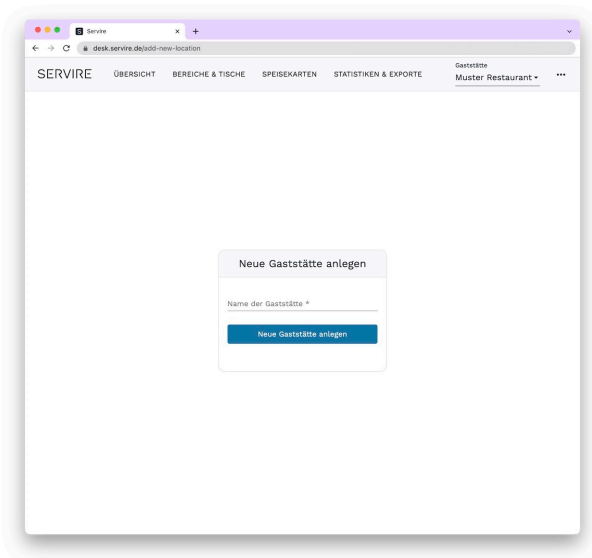 S Servire
desk.servire.de/add-new-location
SERVIRE ÜBERSICHT BEREICHE & TISCHE SPEISEKARTEN STATISTIKEN & EXPORTE
Gaststätte
Muster Restaurant
Neue Gaststätte anlegen
Name der Gaststätte *
Neue Gaststätte anlegen